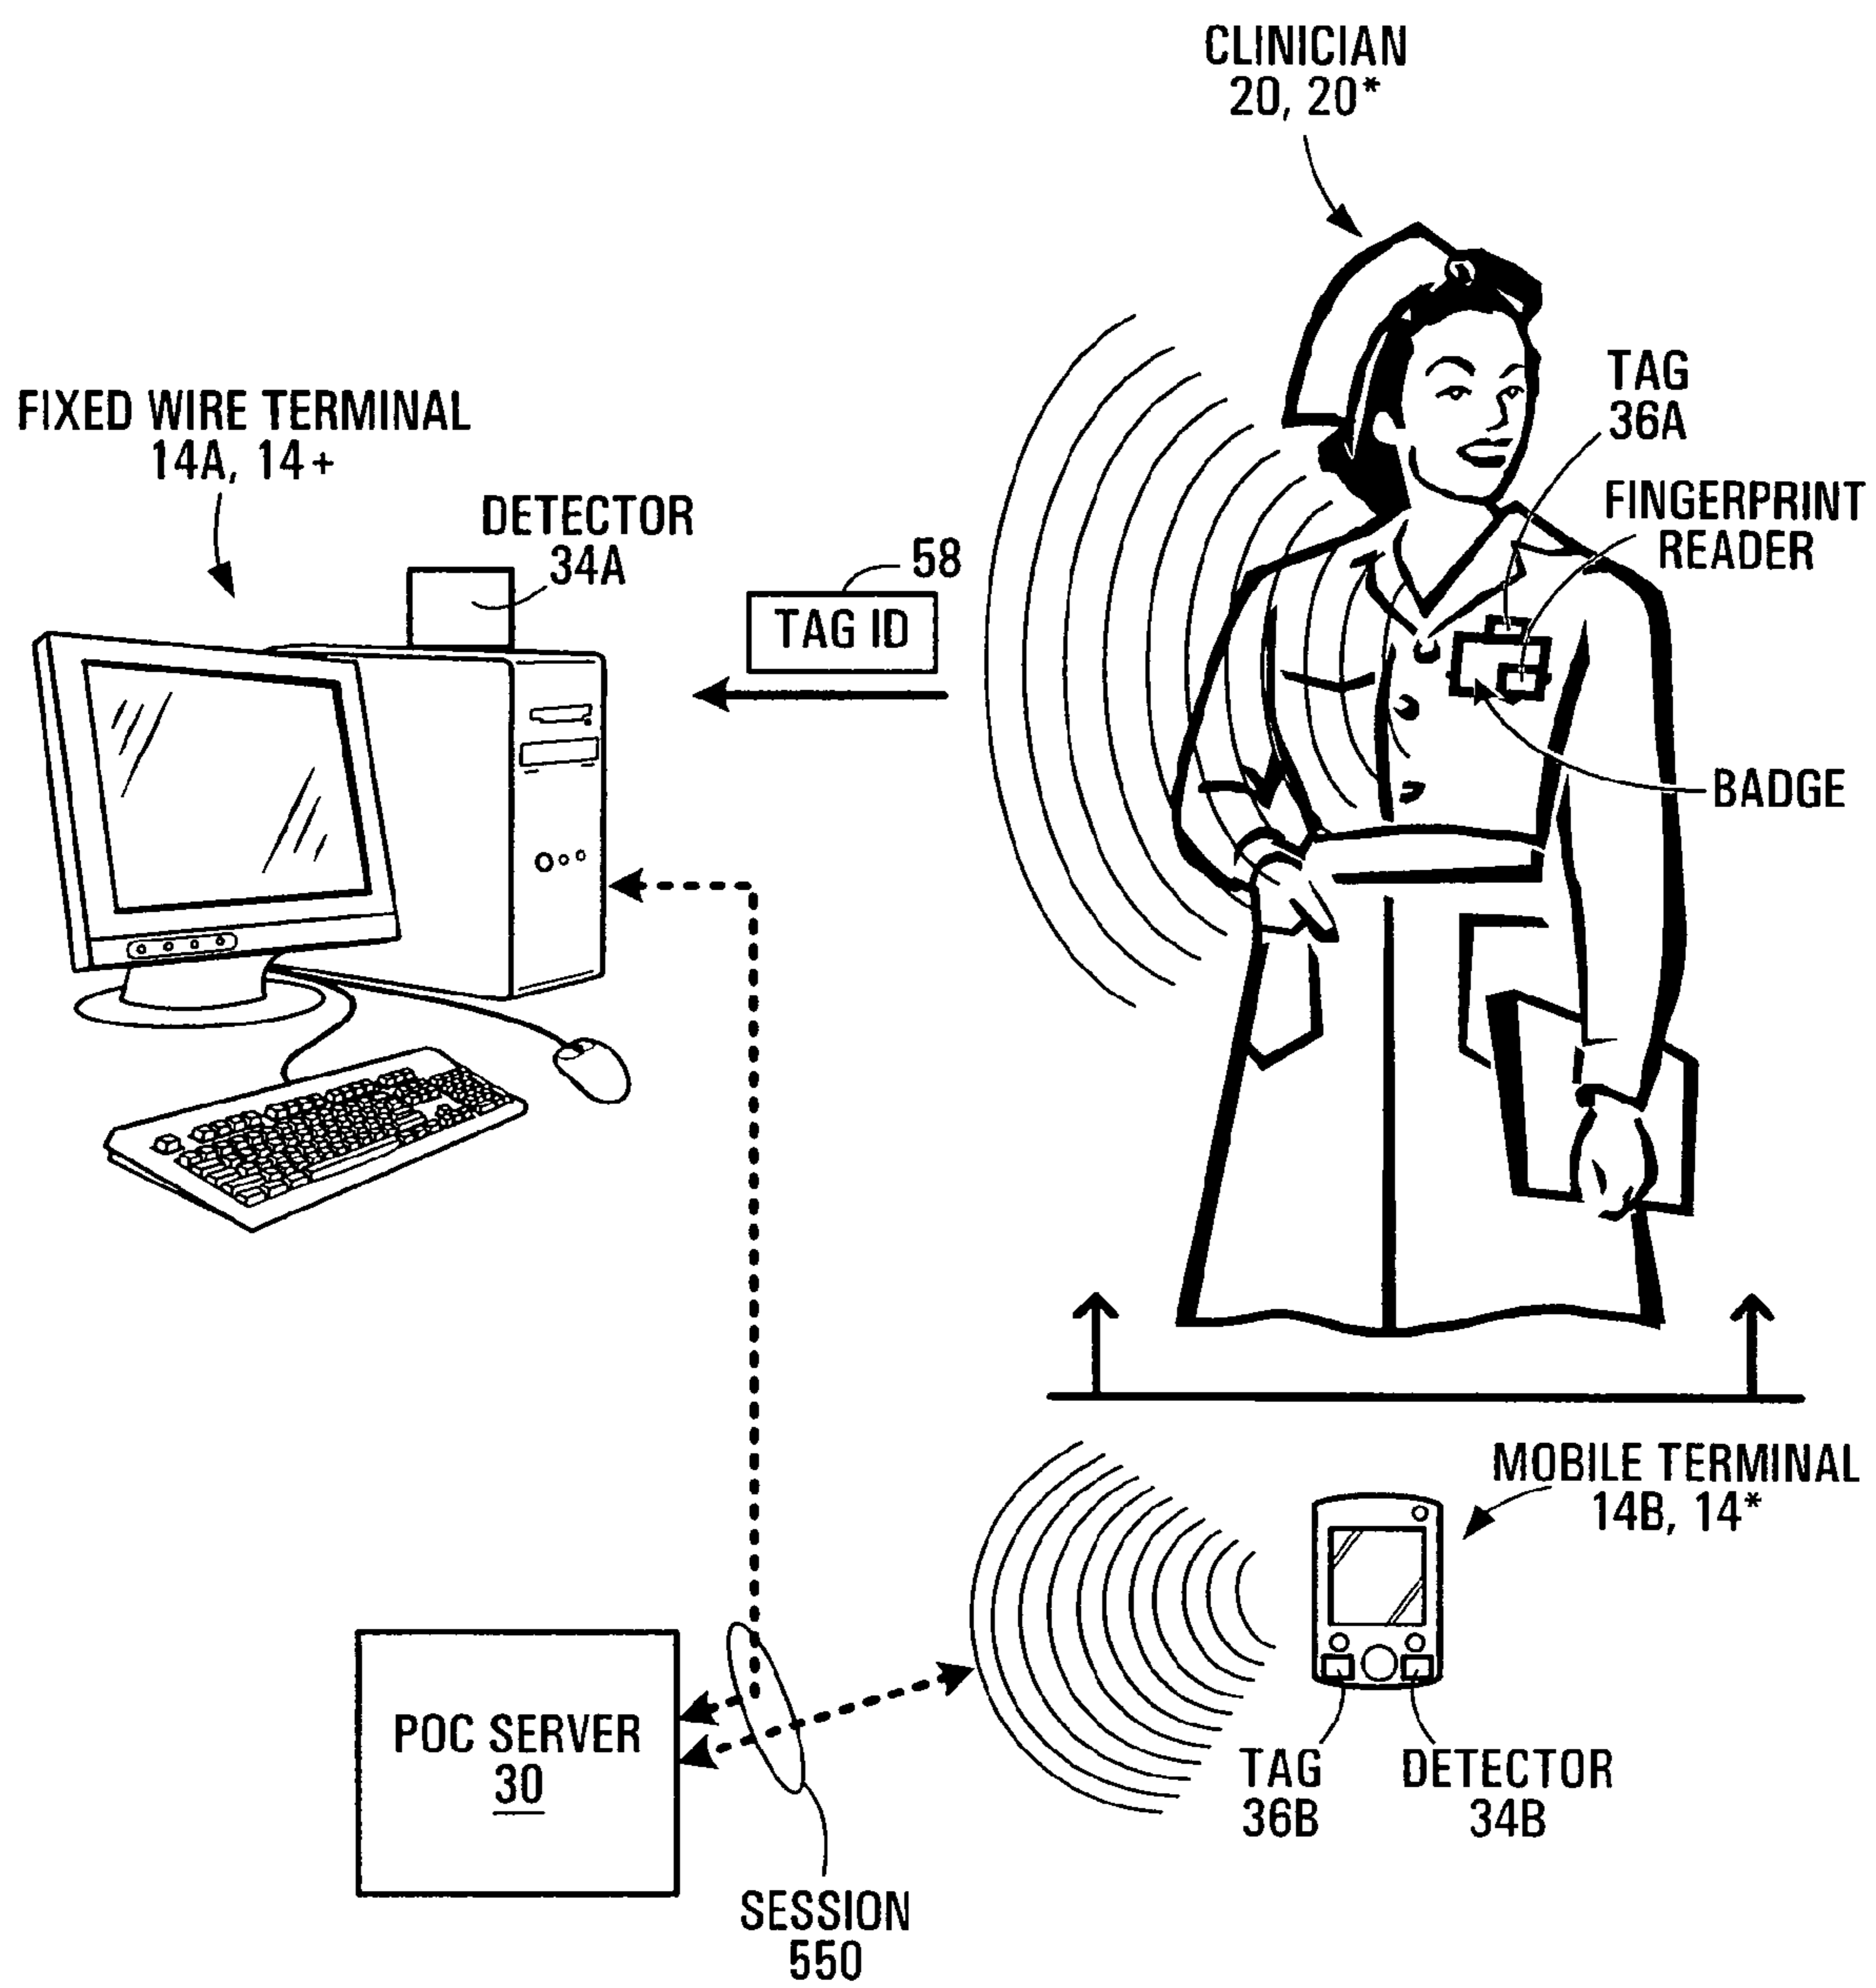 CLINICIAN
20, 20*
TAG
36A
FIXED WIRE TERMINAL
14A, 14+
FINGERPRINT
READER
DETECTOR
34A
58
TAG ID
BADGE
MOBILE TERMINAL
14B, 14*
POC SERVER
30
TAG
36B
DETECTOR
34B
SESSION
550